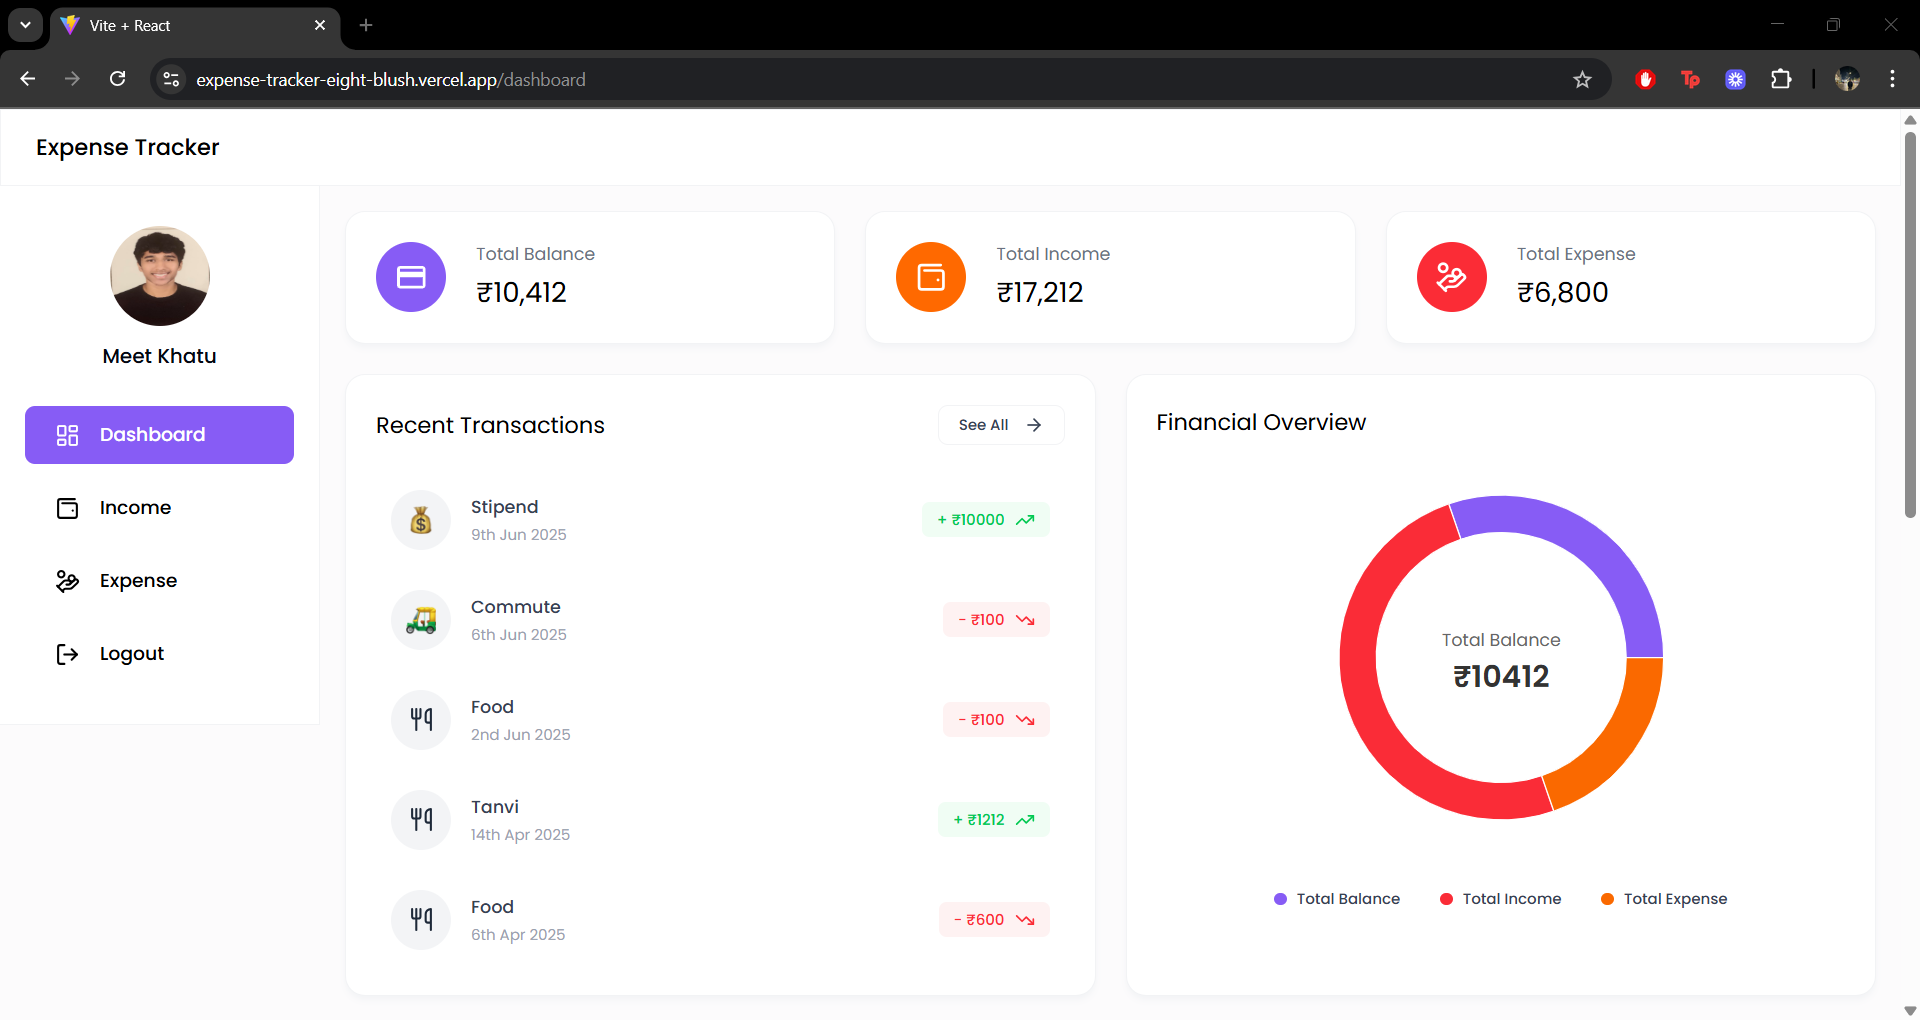 Vite + React
expense-tracker-eight-blush.vercel.app/dashboard
Tp
Expense Tracker
Meet Khatu
Dashboard
Income
Expense
Logout
Total Balance
₹10,412
Total Income
₹17,212
Total Expense
₹6,800
Recent Transactions
See All
Stipend
9th Jun 2025
+ ₹10000
Commute
6th Jun 2025
- ₹100
Food
2nd Jun 2025
- ₹100
Tanvi
14th Apr 2025
+ ₹1212
Food
6th Apr 2025
- ₹600
Financial Overview
Total Balance
₹10412
Total Balance
Total Income
Total Expense